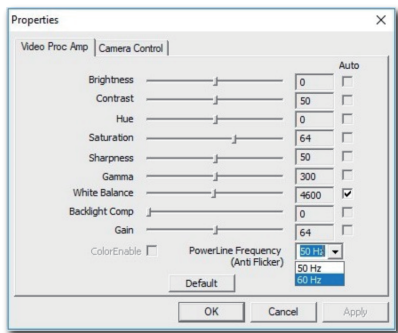 Properties
Video Proc Amp Camera Control
Auto
Brightness 0
Contrast 50
Hue 0
Saturation 64
Sharpness 50
Gamma 300
White Balance 4600
Backlight Comp 0
Gain 64
ColorEnable PowerLine Frequency 50 Hz
(Anti Flicker)
50 Hz
60 Hz
Default
OK Cancel Apply